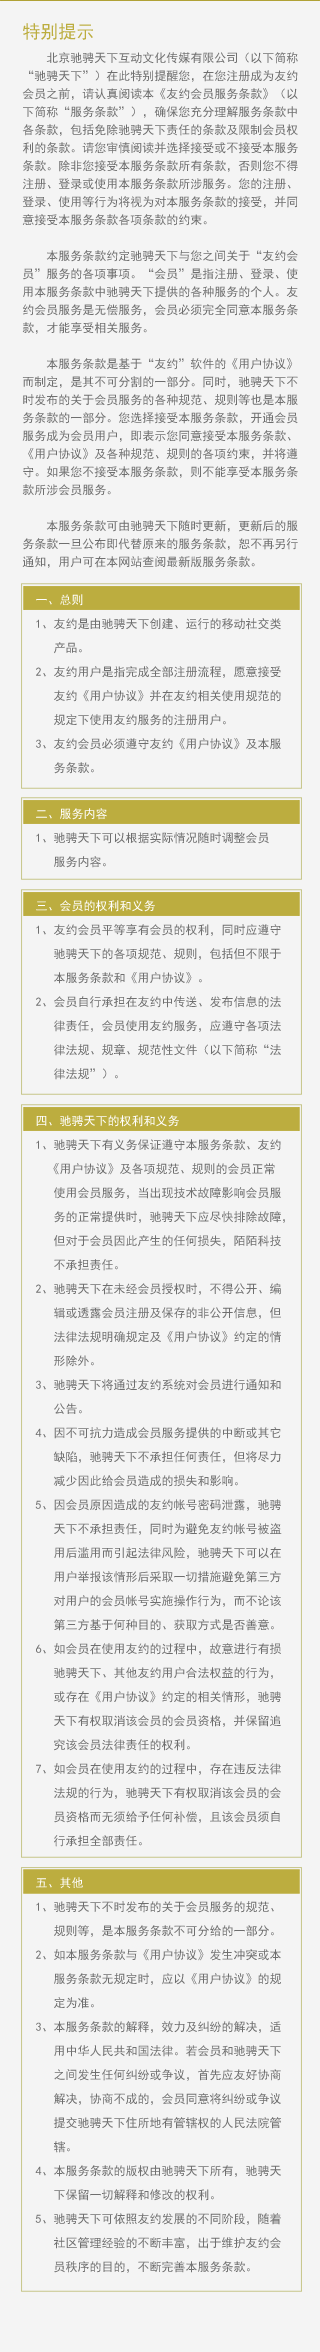 特别提示
北京驰骋天下互动文化传媒有限公司（以下简称
“驰骋天下”）在此特别提醒您，在您注册成为友约
会员之前，请认真阅读本《友约会员服务条款》（以
下简称“服务条款”），确保您充分理解服务条款中
各条款，包括免除驰骋天下责任的条款及限制会员权
利的条款。请您审慎阅读并选择接受或不接受本服务
条款。除非您接受本服务条款所有条款，否则您不得
注册、登录或使用本服务条款所涉服务。您的注册、
登录、使用等行为将视为对本服务条款的接受，并同
意接受本服务条款各项条款的约束。
本服务条款约定驰骋天下与您之间关于“友约会
员”服务的各项事项。“会员”是指注册、登录、使
用本服务条款中驰骋天下提供的各种服务的个人。友
约会员服务是无偿服务，会员必须完全同意本服务条
款，才能享受相关服务。
本服务条款是基于“友约”软件的《用户协议》
而制定，是其不可分割的一部分。同时，驰骋天下不
时发布的关于会员服务的各种规范、规则等也是本服
务条款的一部分。您选择接受本服务条款，开通会员
服务成为会员用户，即表示您同意接受本服务条款、
《用户协议》及各种规范、规则的各项约束，并将遵
守。如果您不接受本服务条款，则不能享受本服务条
款所涉会员服务。
本服务条款可由驰骋天下随时更新，更新后的服
务条款一旦公布即代替原来的服务条款，恕不再另行
通知，用户可在本网站查阅最新版服务条款。
一、总则
1、友约是由驰骋天下创建、运行的移动社交类
产品。
2、友约用户是指完成全部注册流程，愿意接受
友约《用户协议》并在友约相关使用规范的
规定下使用友约服务的注册用户。
3、友约会员必须遵守友约《用户协议》及本服
务条款。
二、服务内容
1、驰骋天下可以根据实际情况随时调整会员
服务内容。
三、会员的权利和义务
1、友约会员平等享有会员的权利，同时应遵守
驰骋天下的各项规范、规则，包括但不限于
本服务条款和《用户协议》。
2、会员自行承担在友约中传送、发布信息的法
律责任，会员使用友约服务，应遵守各项法
律法规、规章、规范性文件（以下简称“法
律法规”）。
四、驰骋天下的权利和义务
1、驰骋天下有义务保证遵守本服务条款、友约
《用户协议》及各项规范、规则的会员正常
使用会员服务，当出现技术故障影响会员服
务的正常提供时，驰骋天下应尽快排除故障，
但对于会员因此产生的任何损失，陌陌科技
不承担责任。
2、驰骋天下在未经会员授权时，不得公开、编
辑或透露会员注册及保存的非公开信息，但
法律法规明确规定及《用户协议》约定的情
形除外。
3、驰骋天下将通过友约系统对会员进行通知和
公告。
4、因不可抗力造成会员服务提供的中断或其它
缺陷，驰骋天下不承担任何责任，但将尽力
减少因此给会员造成的损失和影响。
5、因会员原因造成的友约帐号密码泄露，驰骋
天下不承担责任，同时为避免友约帐号被盗
用后滥用而引起法律风险，驰骋天下可以在
用户举报该情形后采取一切措施避免第三方
对用户的会员帐号实施操作行为，而不论该
第三方基于何种目的、获取方式是否善意。
6、如会员在使用友约的过程中，故意进行有损
驰骋天下、其他友约用户合法权益的行为，
或存在《用户协议》约定的相关情形，驰骋
天下有权取消该会员的会员资格，并保留追
究该会员法律责任的权利。
7、如会员在使用友约的过程中，存在违反法律
法规的行为，驰骋天下有权取消该会员的会
员资格而无须给予任何补偿，且该会员须自
行承担全部责任。
五、其他
1、驰骋天下不时发布的关于会员服务的规范、
规则等，是本服务条款不可分给的一部分。
2、如本服务条款与《用户协议》发生冲突或本
服务条款无规定时，应以《用户协议》的规
定为准。
3、本服务条款的解释，效力及纠纷的解决，适
用中华人民共和国法律。若会员和驰骋天下
之间发生任何纠纷或争议，首先应友好协商
解决，协商不成的，会员同意将纠纷或争议
提交驰骋天下住所地有管辖权的人民法院管
辖。
4、本服务条款的版权由驰骋天下所有，驰骋天
下保留一切解释和修改的权利。
5、驰骋天下可依照友约发展的不同阶段，随着
社区管理经验的不断丰富，出于维护友约会
员秩序的目的，不断完善本服务条款。